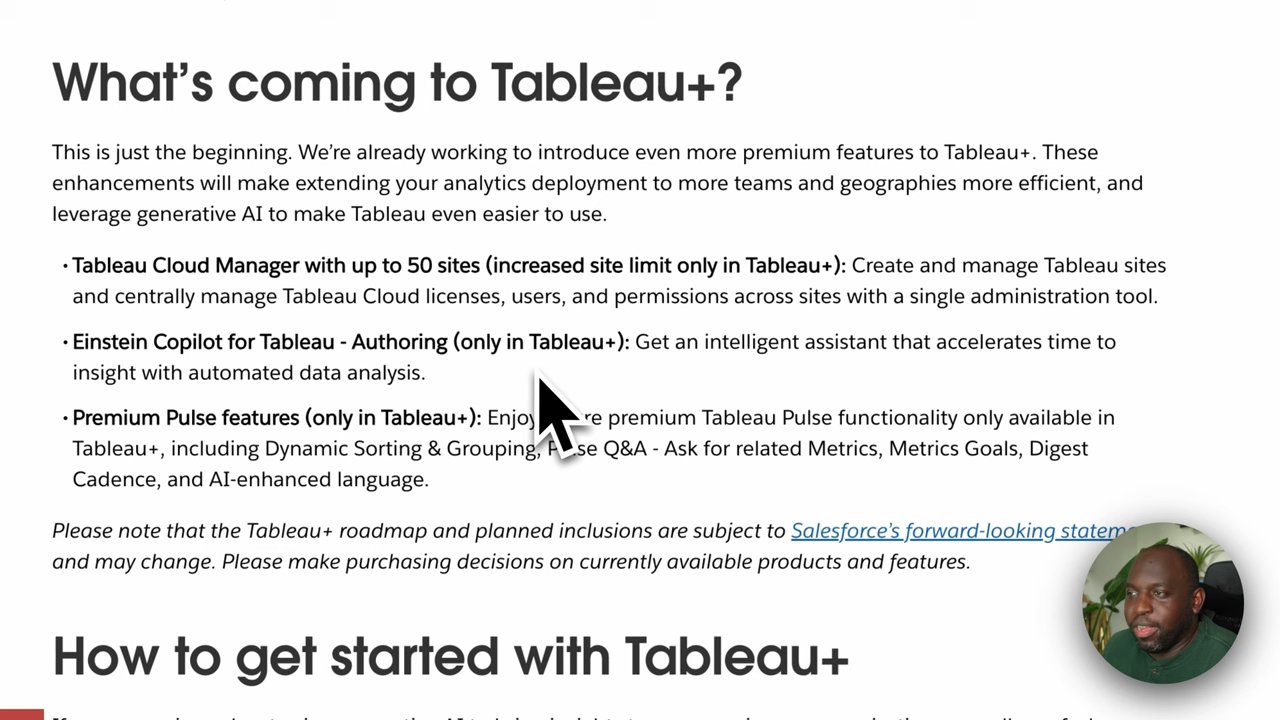 What's coming to Tableau+?
This is just the beginning. We're already working to introduce even more premium features to Tableau+. These
enhancements will make extending your analytics deployment to more teams and geographies more efficient, and
leverage generative AI to make Tableau even easier to use.
• Tableau Cloud Manager with up to 50 sites (increased site limit only in Tableau+): Create and manage Tableau sites
and centrally manage Tableau Cloud licenses, users, and permissions across sites with a single administration tool.
• Einstein Copilot for Tableau - Authoring (only in Tableau+): Get an intelligent assistant that accelerates time to
insight with automated data analysis.
• Premium Pulse features (only in Tableau+): Enjoy premium Tableau Pulse functionality only available in
Tableau+, including Dynamic Sorting & Grouping, Pulse Q&A - Ask for related Metrics, Metrics Goals, Digest
Cadence, and AI-enhanced language.
Please note that the Tableau+ roadmap and planned inclusions are subject to Salesforce's forward-looking
and may change. Please make purchasing decisions on currently available products and features.
How to get started with Tableau+